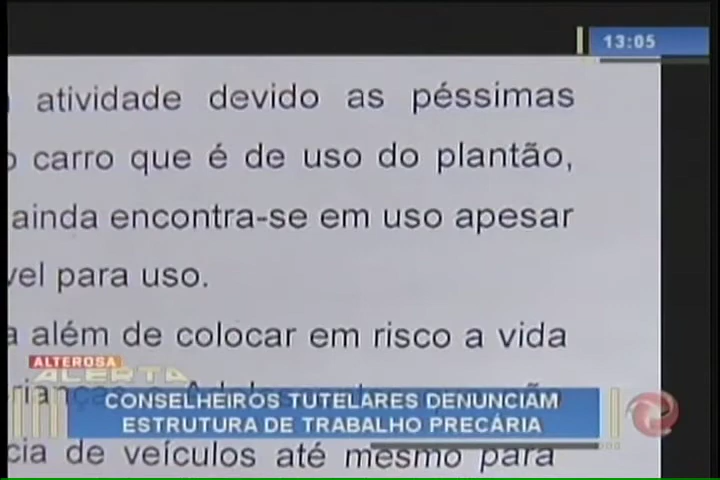 13:05
atividade devido as péssimas
o carro que é de uso do plantão,
ainda encontra-se em uso apesar
vel para uso.
a além de colocar em risco a vida
ALTEROSA
ALERTA
CONSELHEIROS TUTELARES DENUNCIAM
ESTRUTURA DE TRABALHO PRECÁRIA
cia de veículos até mesmo para